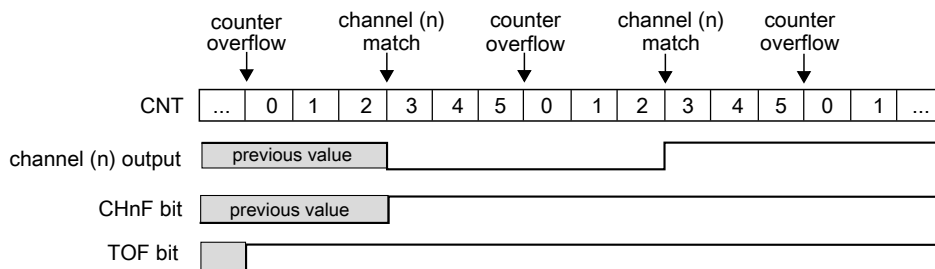 counter overflow
channel (n) match
counter overflow
channel (n) match
counter overflow
CNT ... 0 1 2 3 4 5 0 1 2 3 4 5 0 1 ...
channel (n) output previous value
CHnF bit previous value
TOF bit